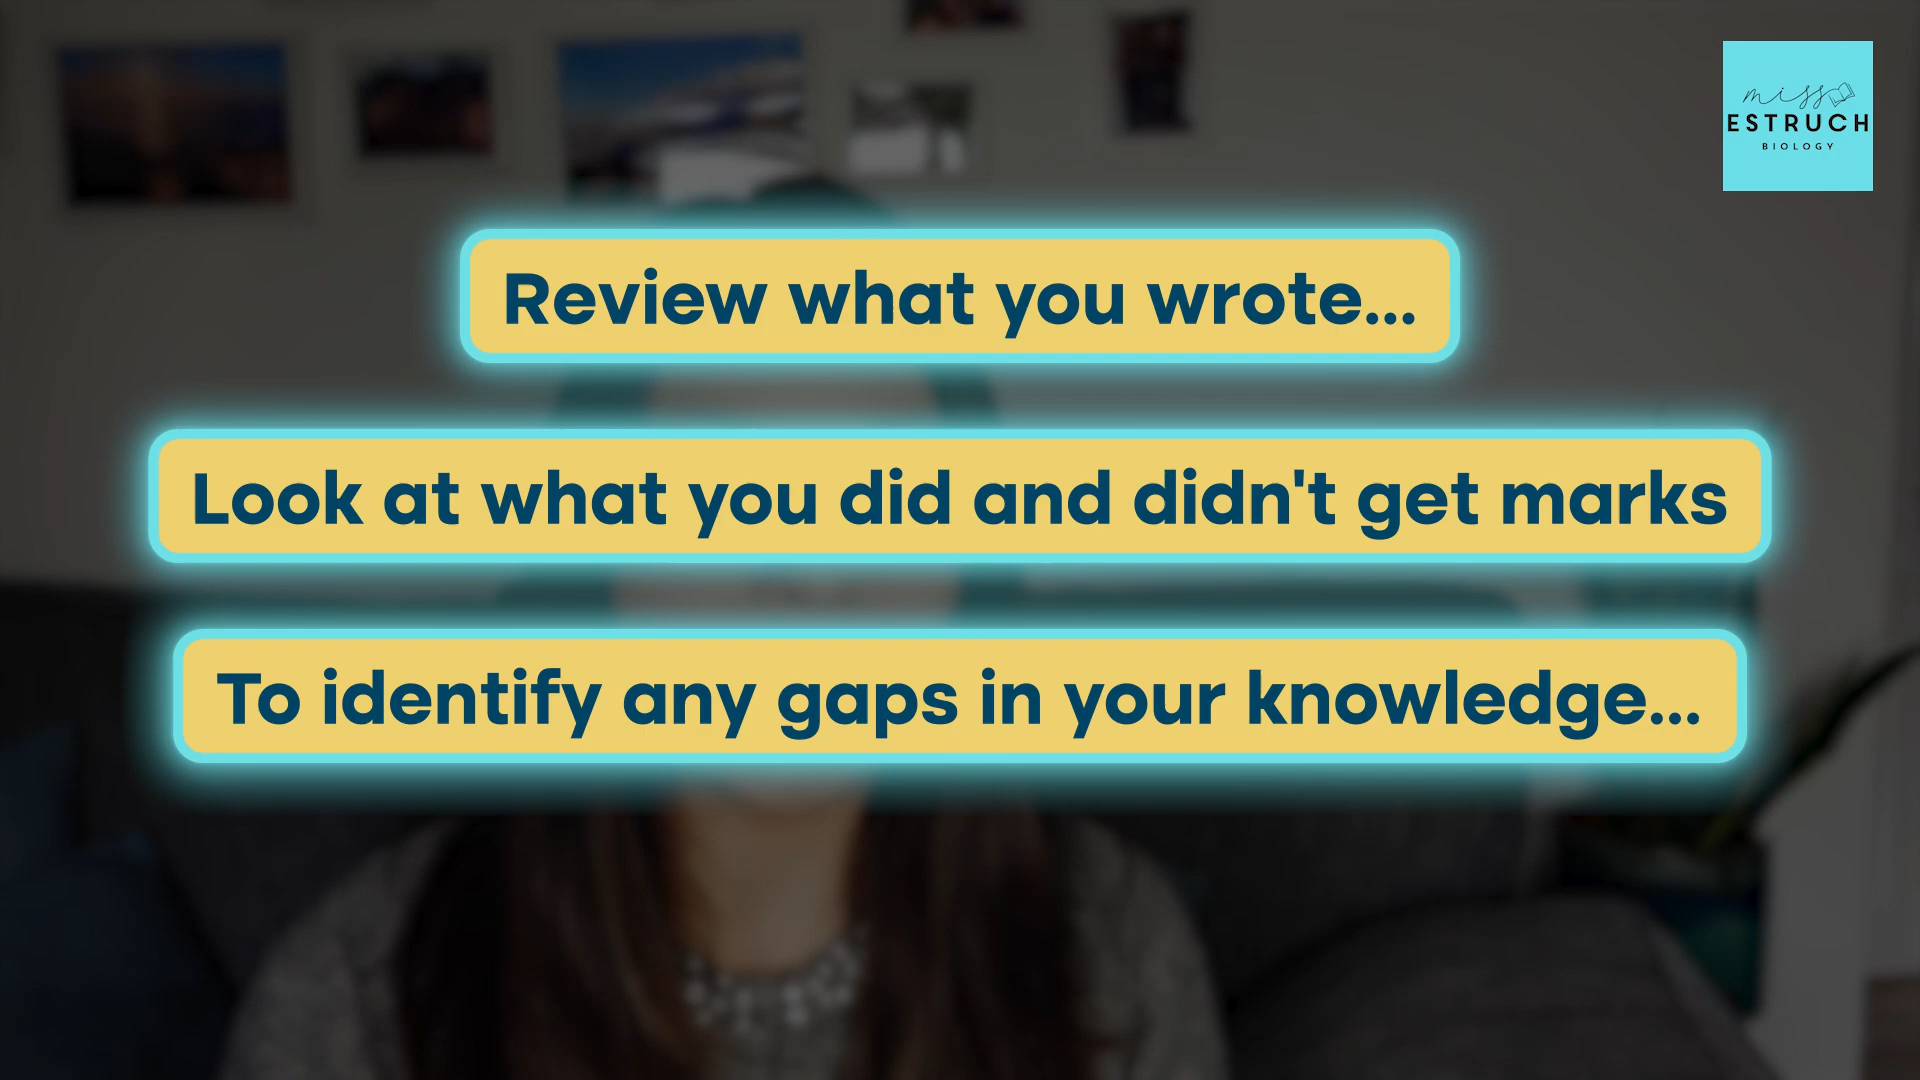 miss
ESTRUCH
BIOLOGY
Review what you wrote...
Look at what you did and didn't get marks
To identify any gaps in your knowledge...